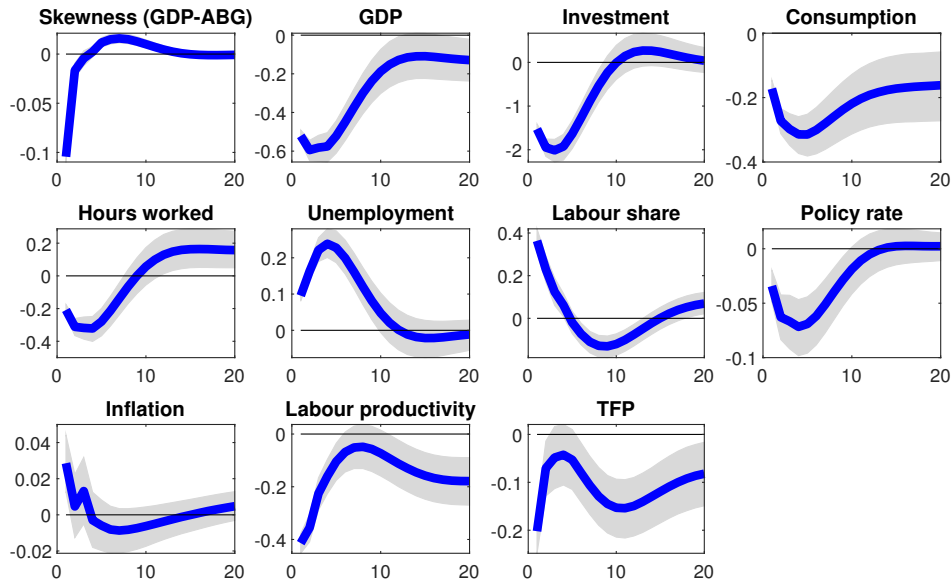 Skewness (GDP-ABG) GDP Investment Consumption
0 0 0 0
-0.05 -0.2 -1 -0.2
-0.1 -0.4 -2 -0.4
-0.6
0 10 20 0 10 20 0 10 20 0 10 20
Hours worked Unemployment Labour share Policy rate
0.2 0.2 0.4 0
0 0.1 0.2 -0.05
-0.2 0 0 -0.1
-0.4
0 10 20 0 10 20 0 10 20 0 10 20
Inflation Labour productivity TFP
0.04 0 0
0.02 -0.2 -0.1
0 -0.4 -0.2
-0.02
0 10 20 0 10 20 0 10 20